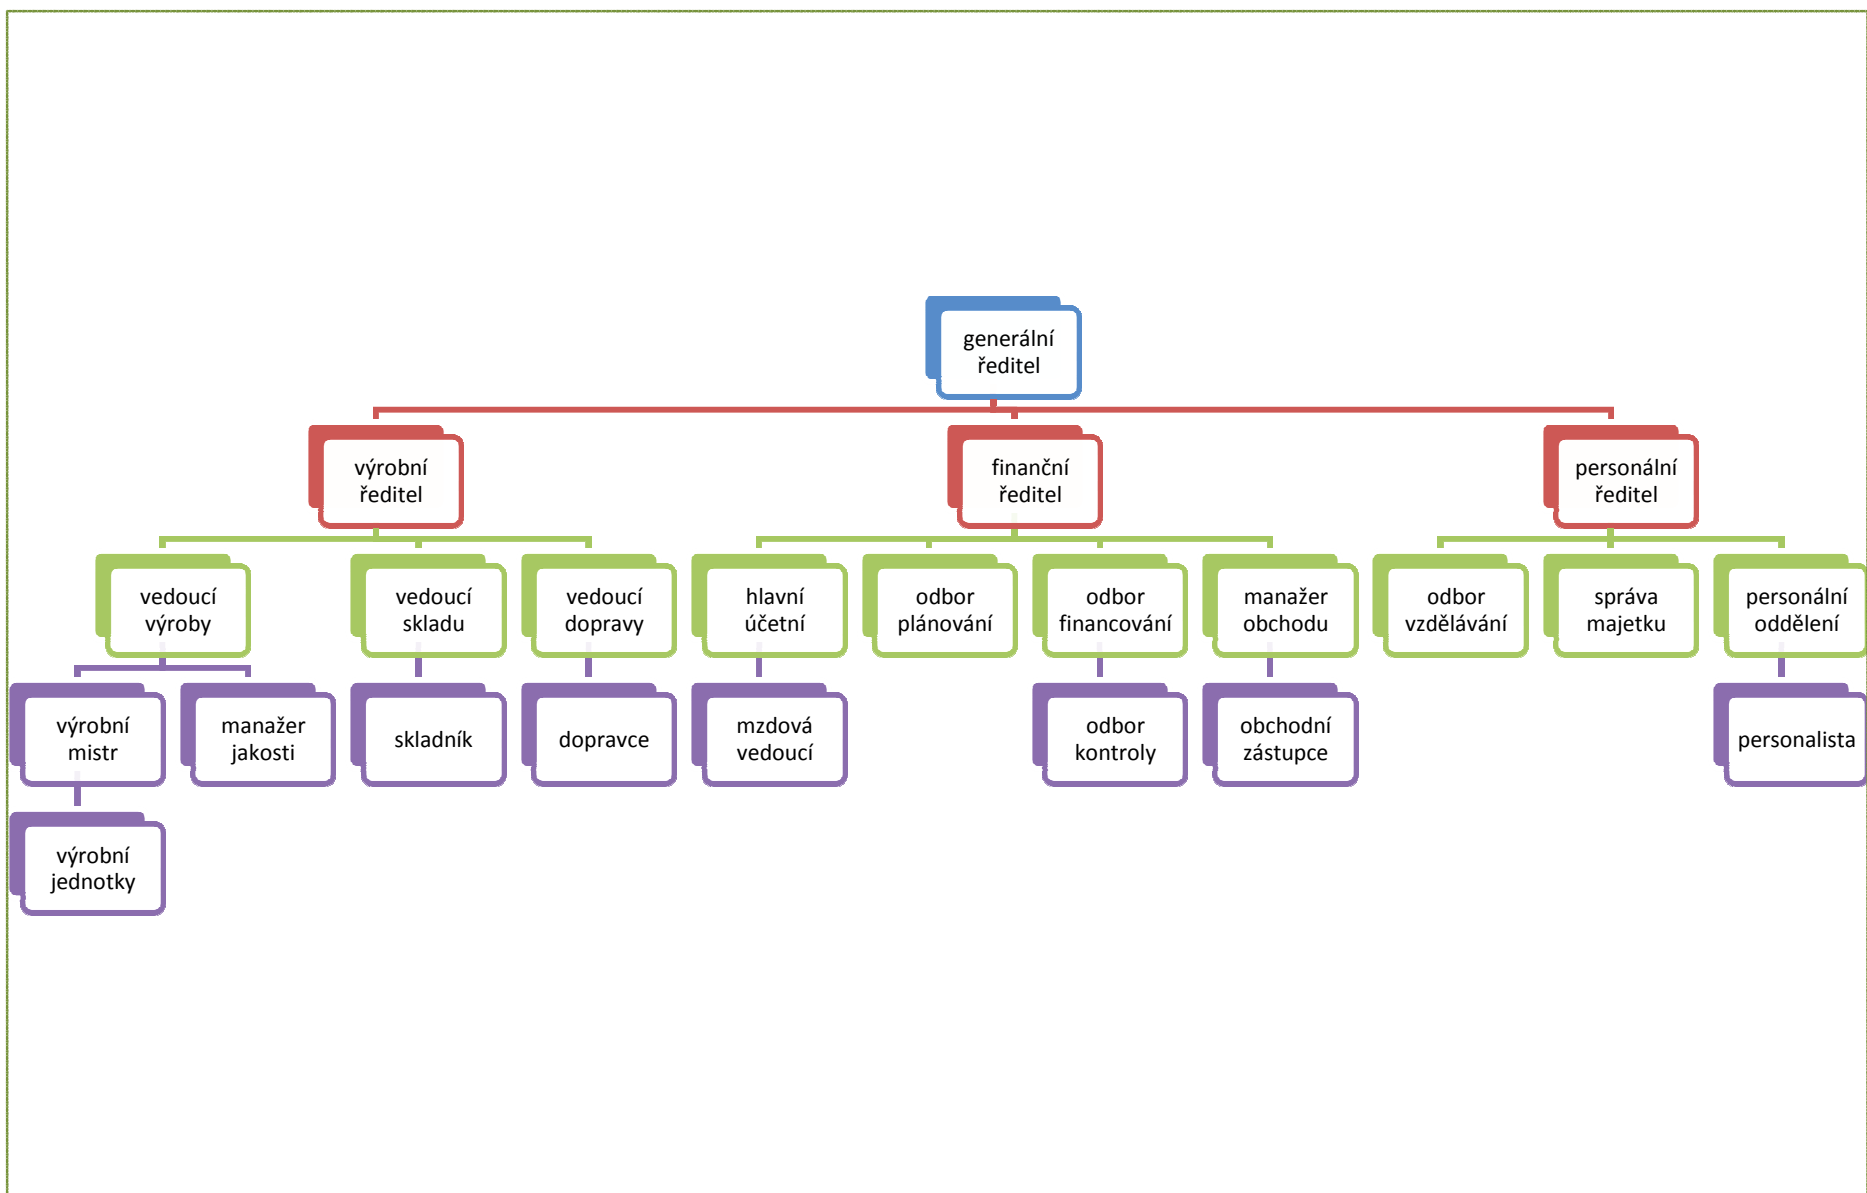 generální
ředitel
výrobní
ředitel
finanční
ředitel
personální
ředitel
vedoucí
výroby
vedoucí
skladu
vedoucí
dopravy
hlavní
účetní
odbor
plánování
odbor
financování
manažer
obchodu
odbor
vzdělávání
správa
majetku
personální
oddělení
výrobní
mistr
manažer
jakosti
skladník
dopravce
mzdová
vedoucí
odbor
kontroly
obchodní
zástupce
personalista
výrobní
jednotky